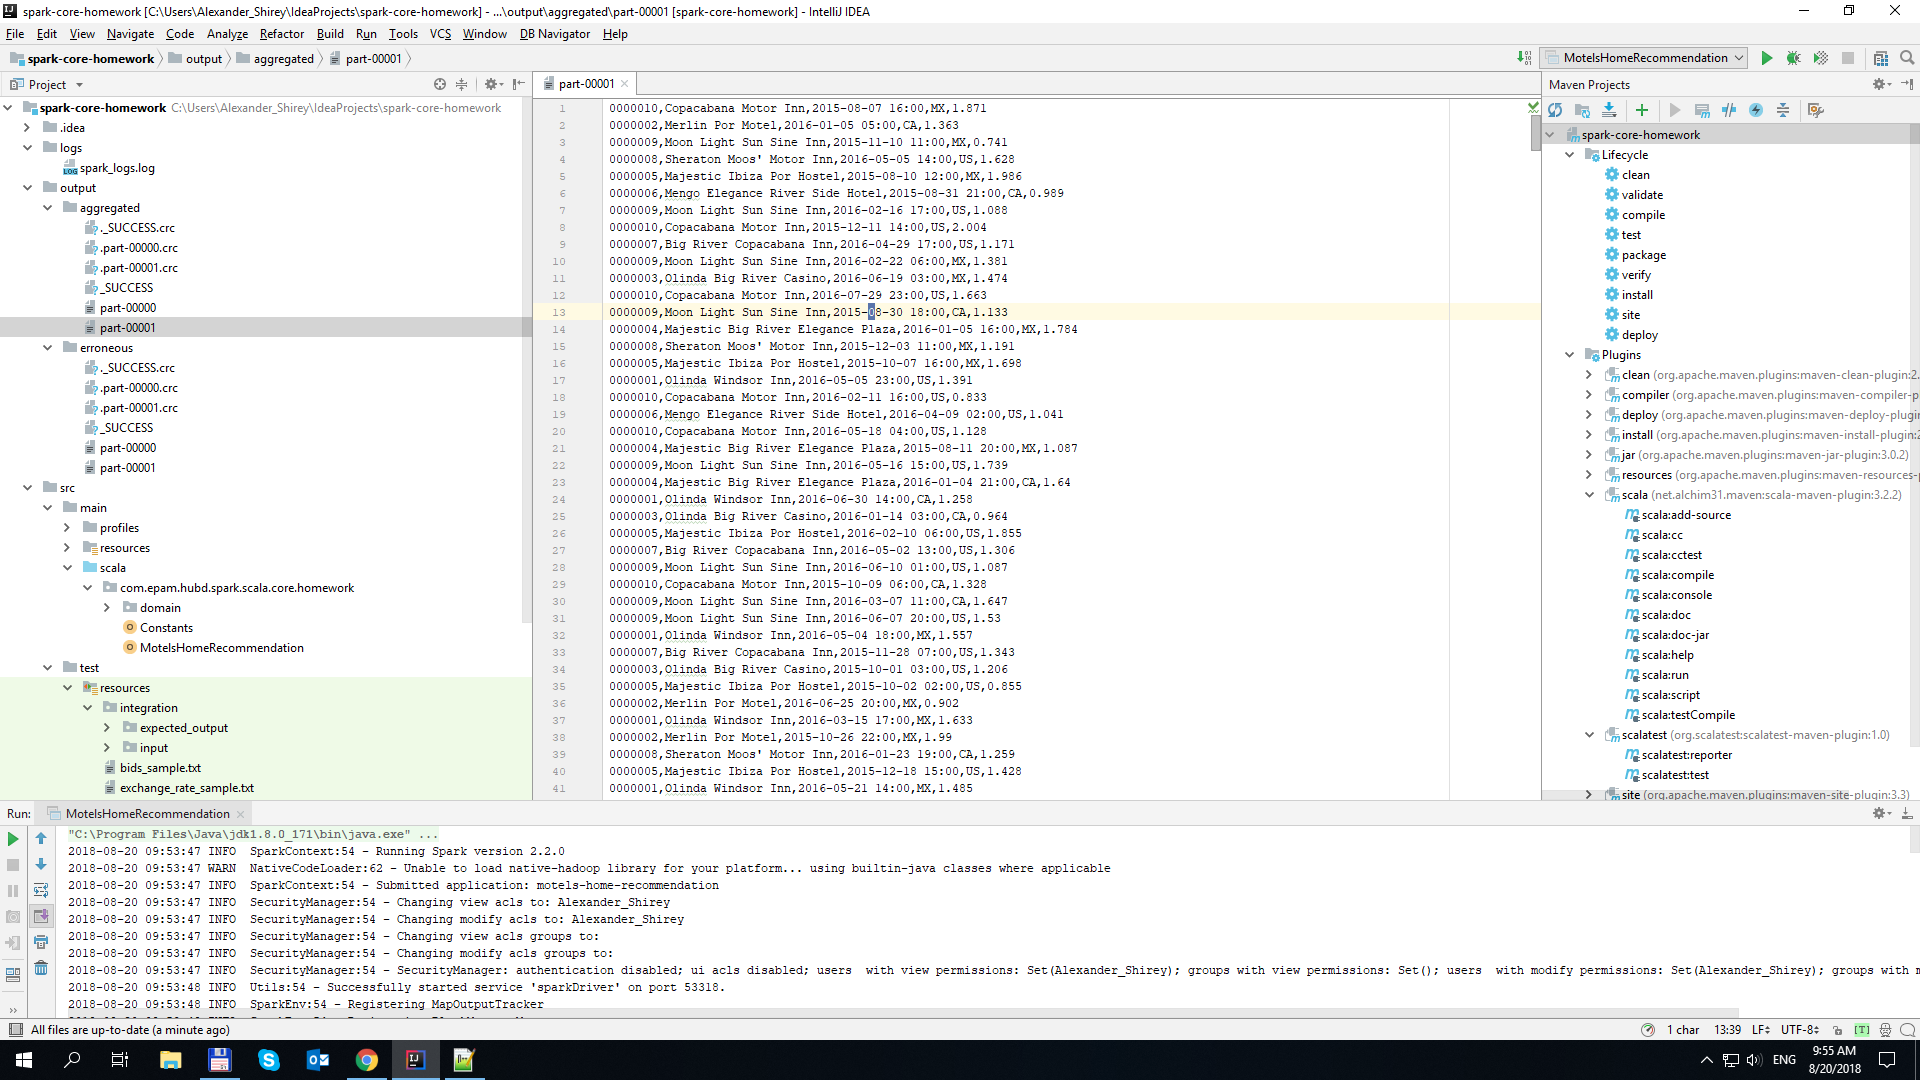 spark-core-homework [C:\Users\Alexander_Shirey\IdeaProjects\spark-core-homework] - ...\output\aggregated\part-00001 [spark-core-homework] - IntelliJ IDEA
File Edit View Navigate Code Analyze Refactor Build Run Tools VCS Window DB Navigator Help
spark-core-homework output aggregated part-00001
MotelsHomeRecommendation
Project
spark-core-homework C:\Users\Alexander_Shirey\IdeaProjects\spark-core-homework
.idea
logs
spark_logs.log
output
aggregated
._SUCCESS.crc
.part-00000.crc
.part-00001.crc
_SUCCESS
part-00000
part-00001
erroneous
._SUCCESS.crc
.part-00000.crc
.part-00001.crc
_SUCCESS
part-00000
part-00001
src
main
profiles
resources
scala
com.epam.hubd.spark.scala.core.homework
domain
Constants
MotelsHomeRecommendation
test
resources
integration
expected_output
input
bids_sample.txt
exchange_rate_sample.txt
part-00001
1 0000010,Copacabana Motor Inn,2015-08-07 16:00,MX,1.871
2 0000002,Merlin Por Motel,2016-01-05 05:00,CA,1.363
3 0000009,Moon Light Sun Sine Inn,2015-11-10 11:00,MX,0.741
4 0000008,Sheraton Moos' Motor Inn,2016-05-05 14:00,US,1.628
5 0000005,Majestic Ibiza Por Hostel,2015-08-10 12:00,MX,1.986
6 0000006,Mengo Elegance River Side Hotel,2015-08-31 21:00,CA,0.989
7 0000009,Moon Light Sun Sine Inn,2016-02-16 17:00,US,1.088
8 0000010,Copacabana Motor Inn,2015-12-11 14:00,US,2.004
9 0000007,Big River Copacabana Inn,2016-04-29 17:00,US,1.171
10 0000009,Moon Light Sun Sine Inn,2016-02-22 06:00,MX,1.381
11 0000003,Olinda Big River Casino,2016-06-19 03:00,MX,1.474
12 0000010,Copacabana Motor Inn,2016-07-29 23:00,US,1.663
13 0000009,Moon Light Sun Sine Inn,2015-08-30 18:00,CA,1.133
14 0000004,Majestic Big River Elegance Plaza,2016-01-05 16:00,MX,1.784
15 0000008,Sheraton Moos' Motor Inn,2015-12-03 11:00,MX,1.191
16 0000005,Majestic Ibiza Por Hostel,2015-10-07 16:00,MX,1.698
17 0000001,Olinda Windsor Inn,2016-05-05 23:00,US,1.391
18 0000010,Copacabana Motor Inn,2016-02-11 16:00,US,0.833
19 0000006,Mengo Elegance River Side Hotel,2016-04-09 02:00,US,1.041
20 0000010,Copacabana Motor Inn,2016-05-18 04:00,US,1.128
21 0000004,Majestic Big River Elegance Plaza,2015-08-11 20:00,MX,1.087
22 0000009,Moon Light Sun Sine Inn,2016-05-16 15:00,US,1.739
23 0000004,Majestic Big River Elegance Plaza,2016-01-04 21:00,CA,1.64
24 0000001,Olinda Windsor Inn,2016-06-30 14:00,CA,1.258
25 0000003,Olinda Big River Casino,2016-01-14 03:00,CA,0.964
26 0000005,Majestic Ibiza Por Hostel,2016-02-10 06:00,US,1.855
27 0000007,Big River Copacabana Inn,2016-05-02 13:00,US,1.306
28 0000009,Moon Light Sun Sine Inn,2016-06-10 01:00,US,1.087
29 0000010,Copacabana Motor Inn,2015-10-09 06:00,CA,1.328
30 0000009,Moon Light Sun Sine Inn,2016-03-07 11:00,CA,1.647
31 0000009,Moon Light Sun Sine Inn,2016-06-07 20:00,US,1.53
32 0000001,Olinda Windsor Inn,2016-05-04 18:00,MX,1.557
33 0000007,Big River Copacabana Inn,2015-11-28 07:00,US,1.343
34 0000003,Olinda Big River Casino,2015-10-01 03:00,US,1.206
35 0000005,Majestic Ibiza Por Hostel,2015-10-02 02:00,US,0.855
36 0000002,Merlin Por Motel,2016-06-25 20:00,MX,0.902
37 0000001,Olinda Windsor Inn,2016-03-15 17:00,MX,1.633
38 0000002,Merlin Por Motel,2015-10-26 22:00,MX,1.99
39 0000008,Sheraton Moos' Motor Inn,2016-01-23 19:00,CA,1.259
40 0000005,Majestic Ibiza Por Hostel,2015-12-18 15:00,US,1.428
41 0000001,Olinda Windsor Inn,2016-05-21 14:00,MX,1.485
Maven Projects
spark-core-homework
Lifecycle
clean
validate
compile
test
package
verify
install
site
deploy
Plugins
clean (org.apache.maven.plugins:maven-clean-plugin:2.
compiler (org.apache.maven.plugins:maven-compiler-p
deploy (org.apache.maven.plugins:maven-deploy-plugin
install (org.apache.maven.plugins:maven-install-plugin:2
jar (org.apache.maven.plugins:maven-jar-plugin:3.0.2)
resources (org.apache.maven.plugins:maven-resources-p
scala (net.alchim31.maven:scala-maven-plugin:3.2.2)
scala:add-source
scala:cc
scala:cctest
scala:compile
scala:console
scala:doc
scala:doc-jar
scala:help
scala:run
scala:script
scala:testCompile
scalatest (org.scalatest:scalatest-maven-plugin:1.0)
scalatest:reporter
scalatest:test
site (org.apache.maven.plugins:maven-site-plugin:3.3)
Run: MotelsHomeRecommendation
"C:\Program Files\Java\jdk1.8.0_171\bin\java.exe" ...
2018-08-20 09:53:47 INFO SparkContext:54 - Running Spark version 2.2.0
2018-08-20 09:53:47 WARN NativeCodeLoader:62 - Unable to load native-hadoop library for your platform... using builtin-java classes where applicable
2018-08-20 09:53:47 INFO SparkContext:54 - Submitted application: motels-home-recommendation
2018-08-20 09:53:47 INFO SecurityManager:54 - Changing view acls to: Alexander_Shirey
2018-08-20 09:53:47 INFO SecurityManager:54 - Changing modify acls to: Alexander_Shirey
2018-08-20 09:53:47 INFO SecurityManager:54 - Changing view acls groups to:
2018-08-20 09:53:47 INFO SecurityManager:54 - Changing modify acls groups to:
2018-08-20 09:53:47 INFO SecurityManager:54 - SecurityManager: authentication disabled; ui acls disabled; users with view permissions: Set(Alexander_Shirey); groups with view permissions: Set(); users with modify permissions: Set(Alexander_Shirey); groups with m
2018-08-20 09:53:48 INFO Utils:54 - Successfully started service 'sparkDriver' on port 53318.
2018-08-20 09:53:48 INFO SparkEnv:54 - Registering MapOutputTracker
All files are up-to-date (a minute ago)
1 char 13:39 LF UTF-8 [T]
ENG
9:55 AM
8/20/2018